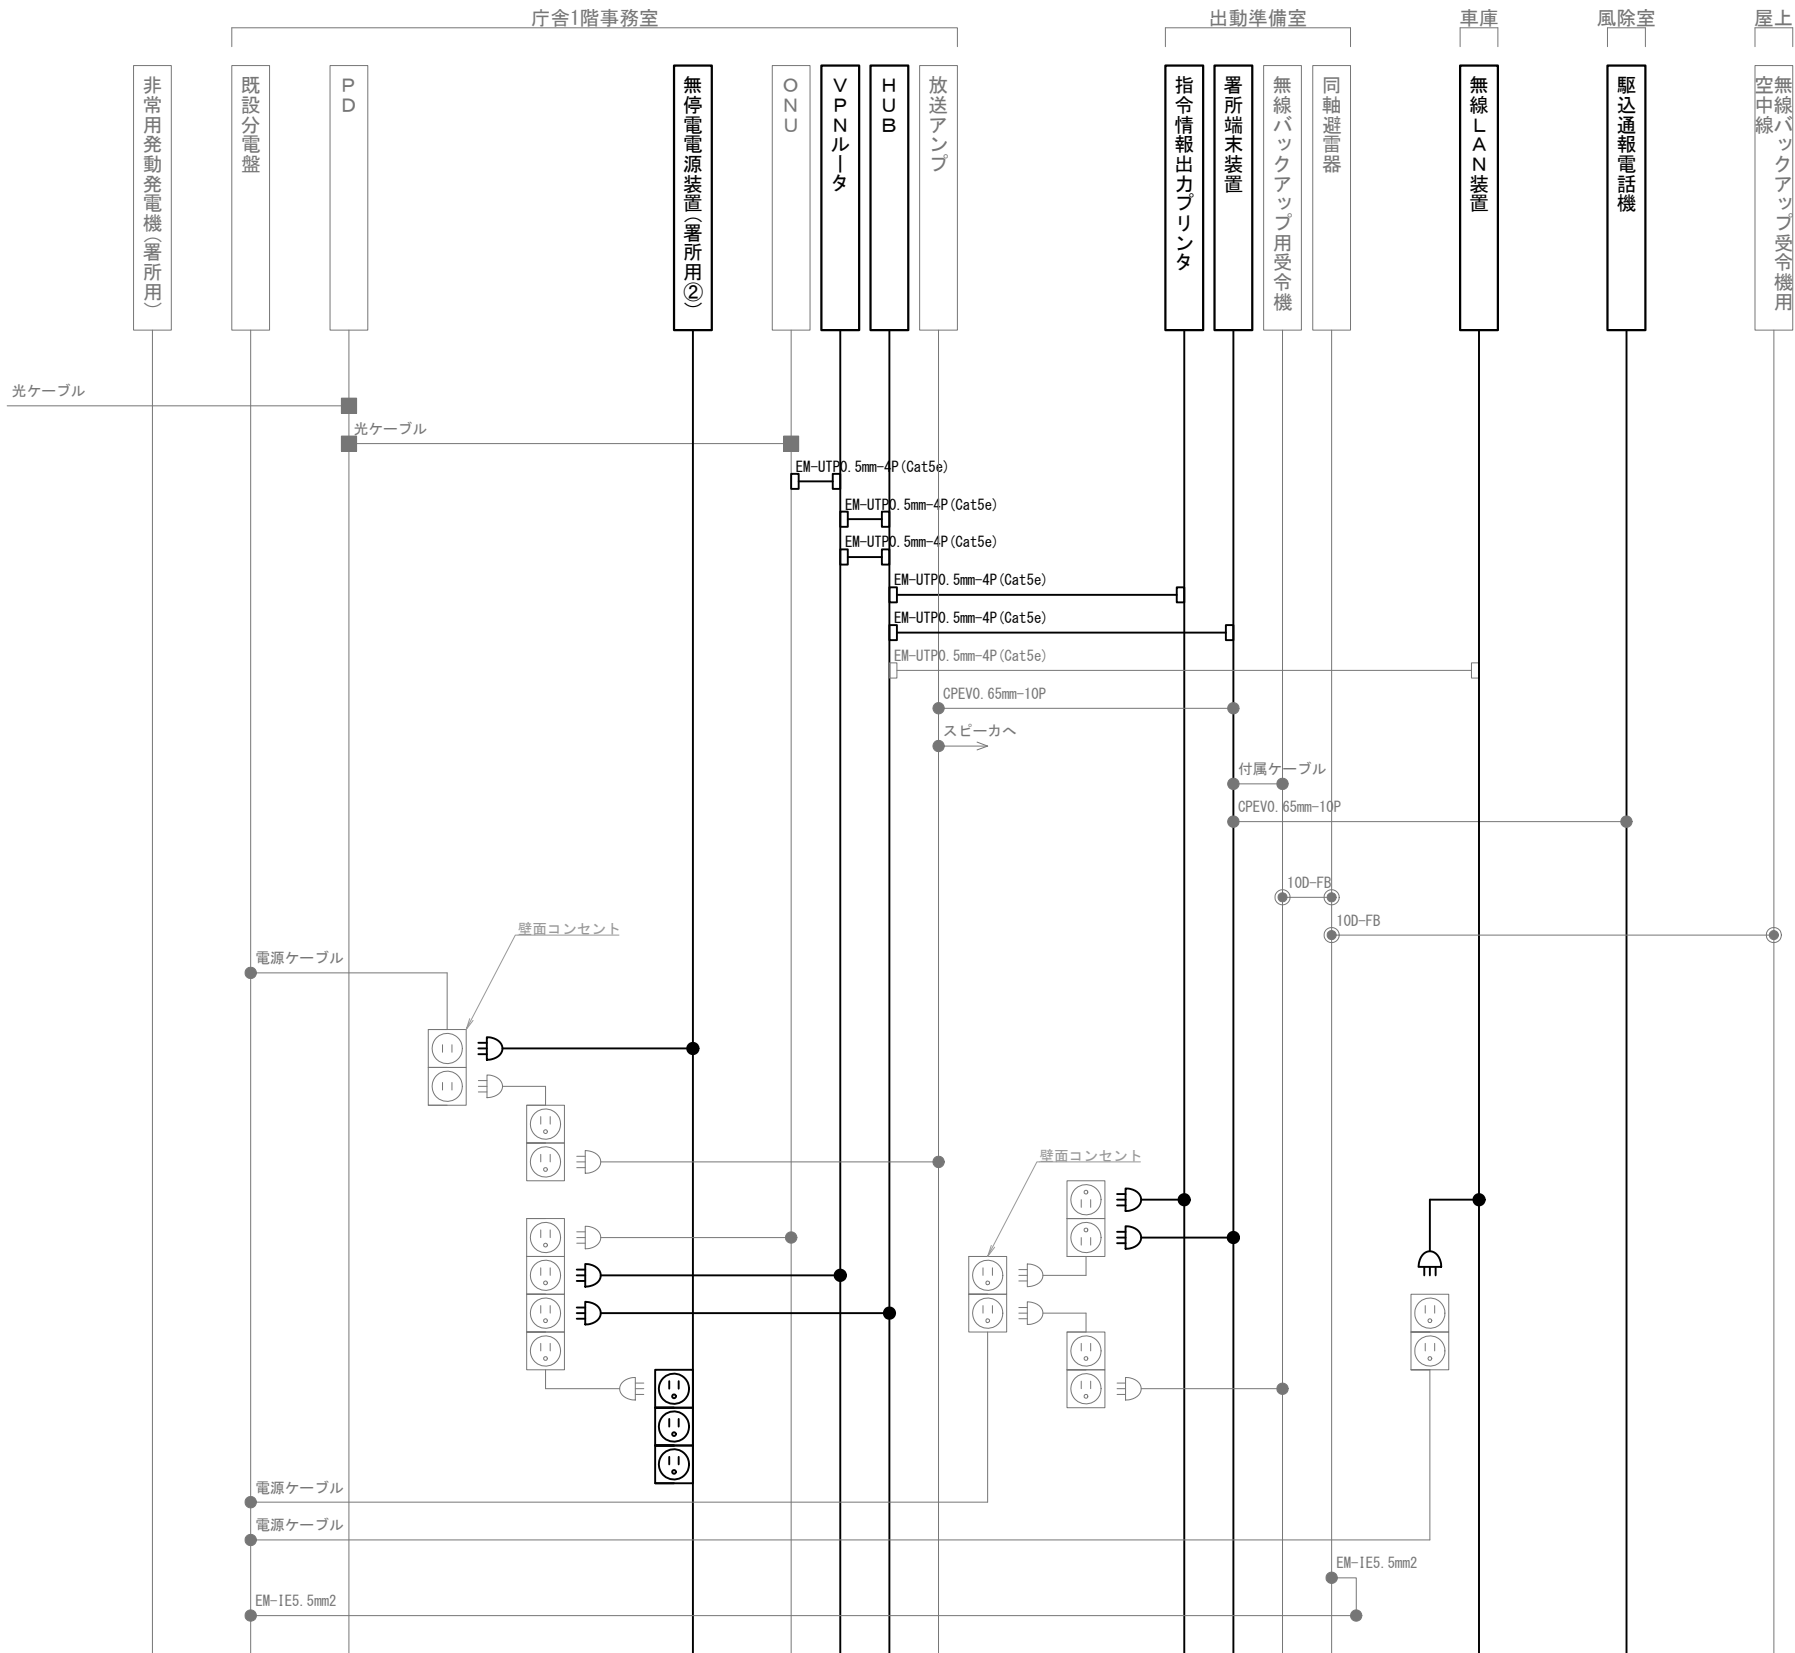 庁舎1階事務室
出動準備室
車庫
風除室
屋上
非常用発動発電機（署所用）
既設分電盤
ＰＤ
無停電電源装置（署所用②）
ＯＮＵ
ＶＰＮルータ
ＨＵＢ
放送アンプ
指令情報出力プリンタ
署所端末装置
無線バックアップ用受令機
同軸避雷器
無線ＬＡＮ装置
駆込通報電話機
無線バックアップ受令機用
空中線
光ケーブル
光ケーブル
EM-UTP0.5mm-4P(Cat5e)
EM-UTP0.5mm-4P(Cat5e)
EM-UTP0.5mm-4P(Cat5e)
EM-UTP0.5mm-4P(Cat5e)
EM-UTP0.5mm-4P(Cat5e)
EM-UTP0.5mm-4P(Cat5e)
CPEV0.65mm-10P
スピーカへ
付属ケーブル
CPEV0.65mm-10P
10D-FB
10D-FB
壁面コンセント
電源ケーブル
壁面コンセント
電源ケーブル
電源ケーブル
EM-IE5.5mm2
EM-IE5.5mm2